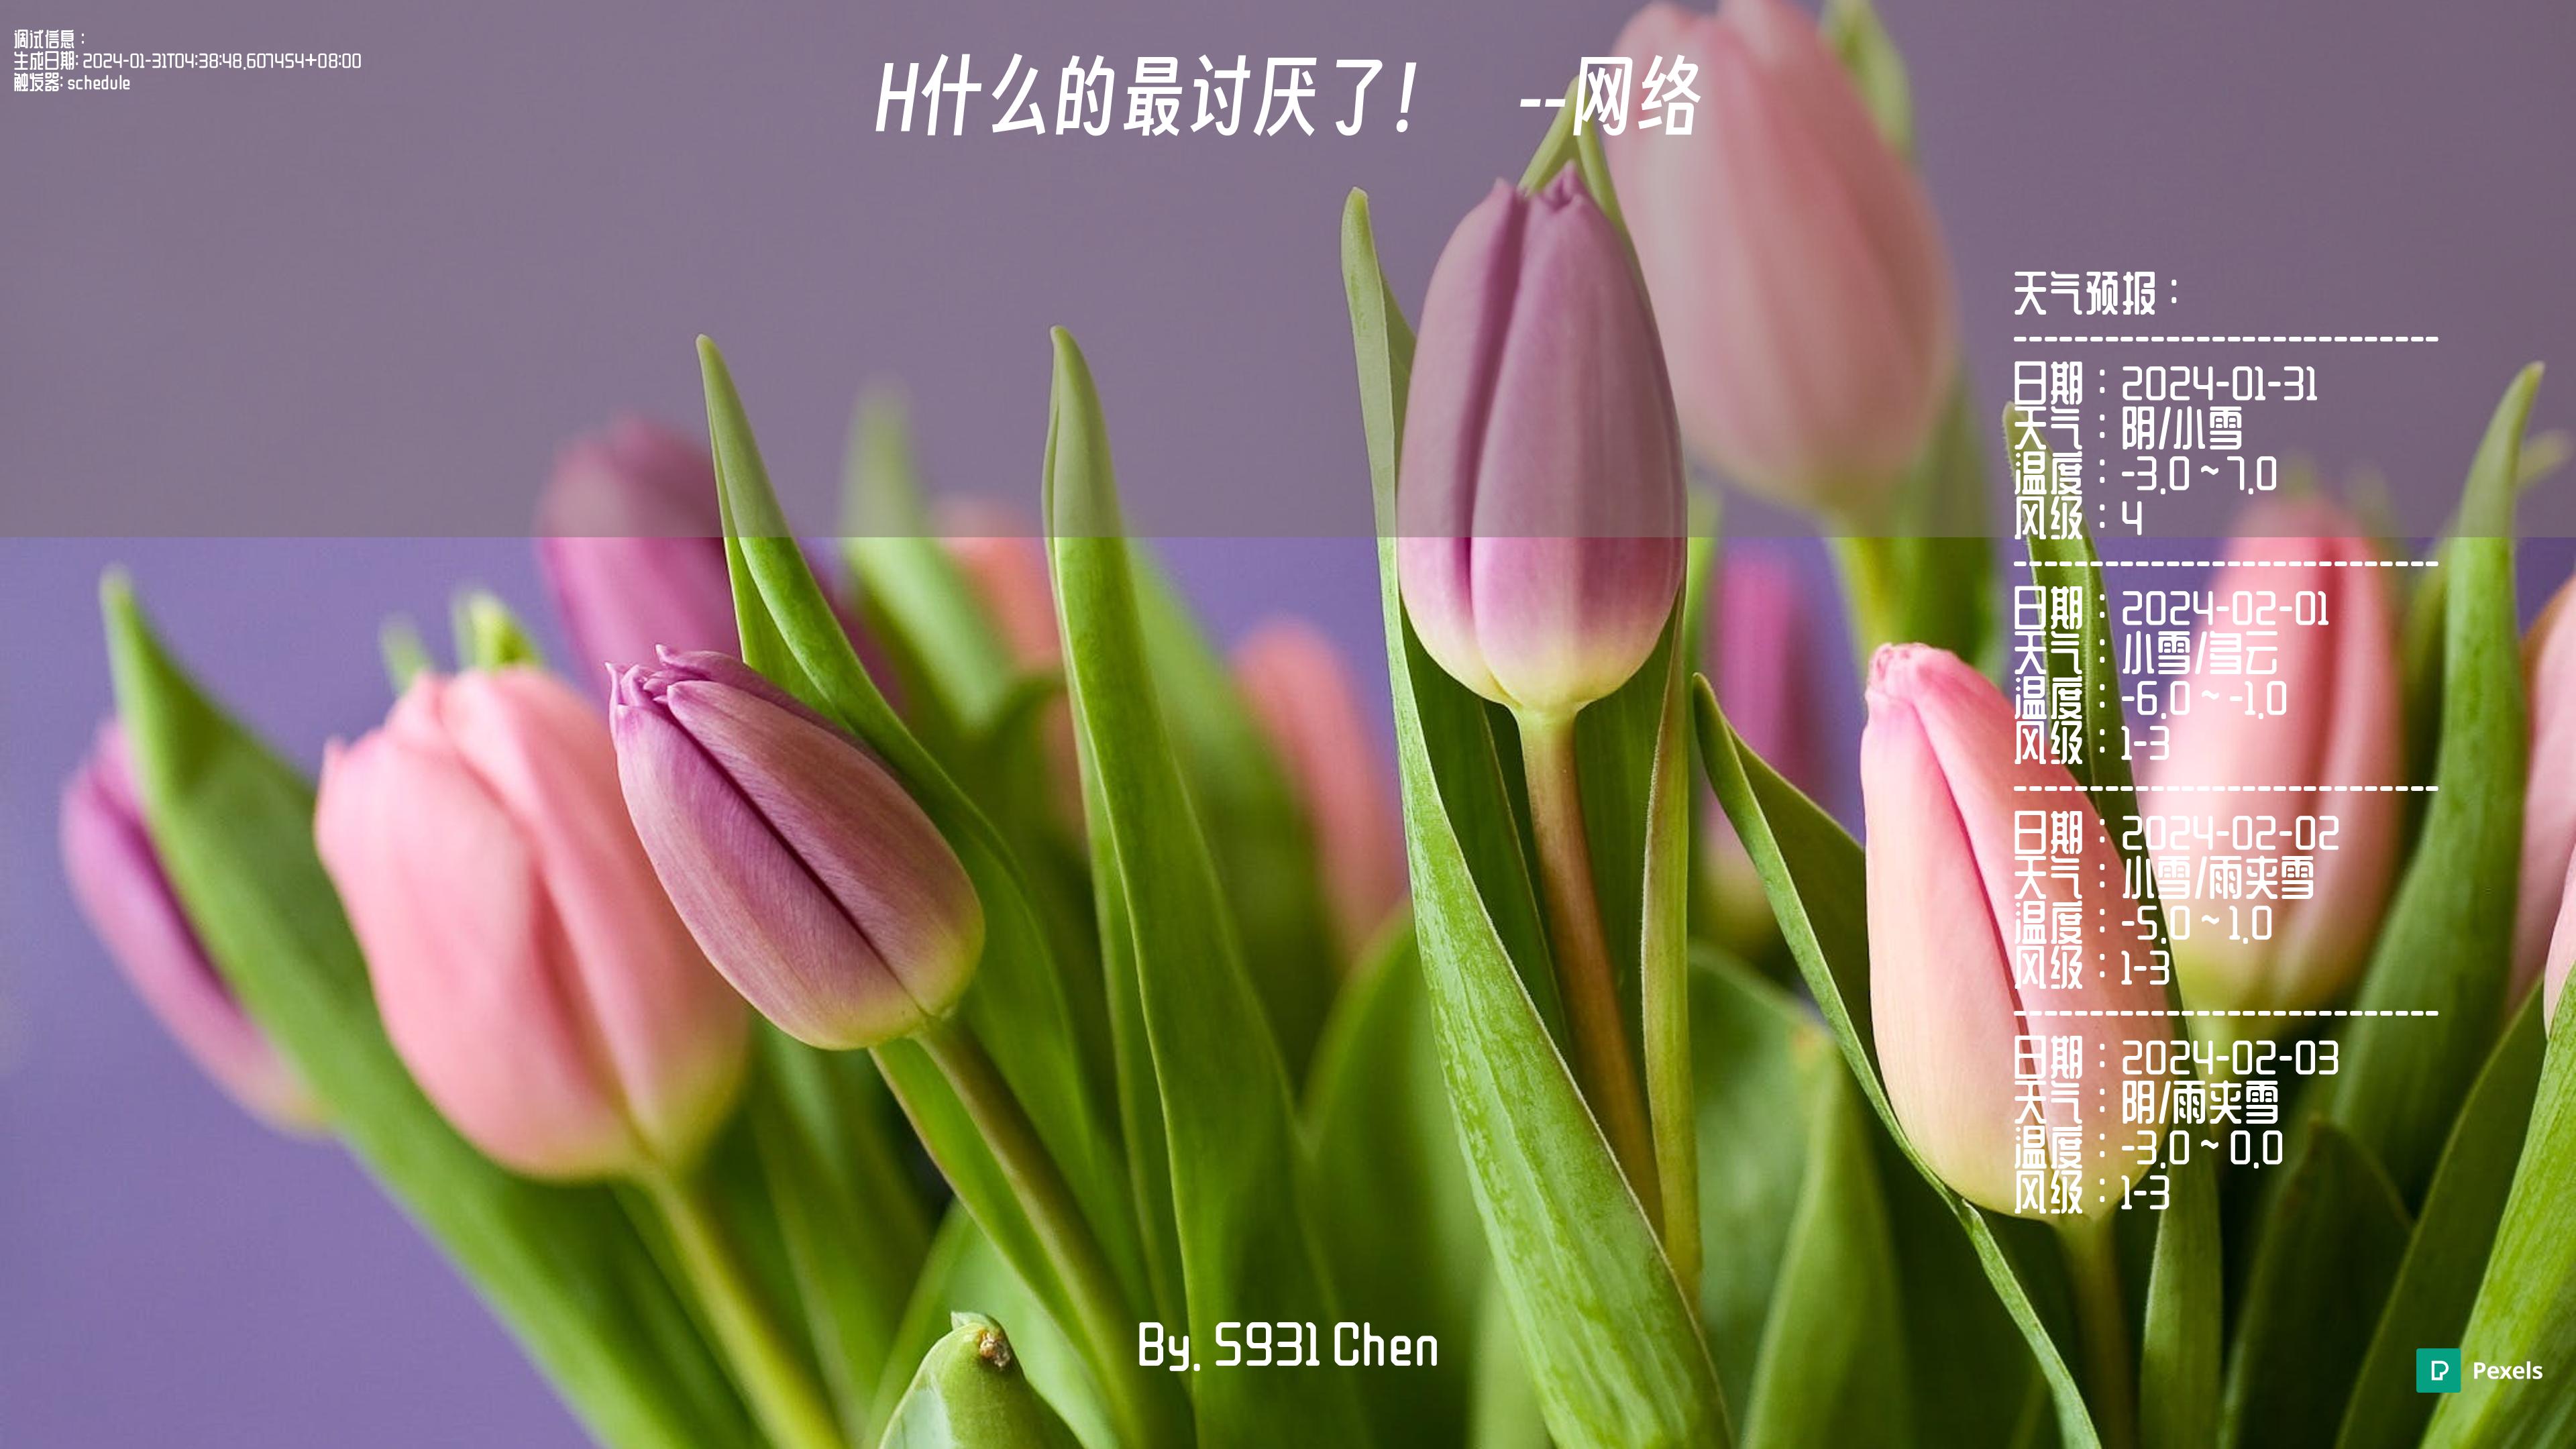 调试信息：
生成日期: 2024-01-31T04:38:48.607454+08:00
触发器: schedule
H什么的最讨厌了！ --网络
天气预报：
----------------------------
日期：2024-01-31
天气：阴/小雪
温度：-3.0 ~ 7.0
风级：4
----------------------------
日期：2024-02-01
天气：小雪/多云
温度：-6.0 ~ -1.0
风级：1-3
----------------------------
日期：2024-02-02
天气：小雪/雨夹雪
温度：-5.0 ~ 1.0
风级：1-3
----------------------------
日期：2024-02-03
天气：阴/雨夹雪
温度：-3.0 ~ 0.0
风级：1-3
By. S931 Chen
Pexels